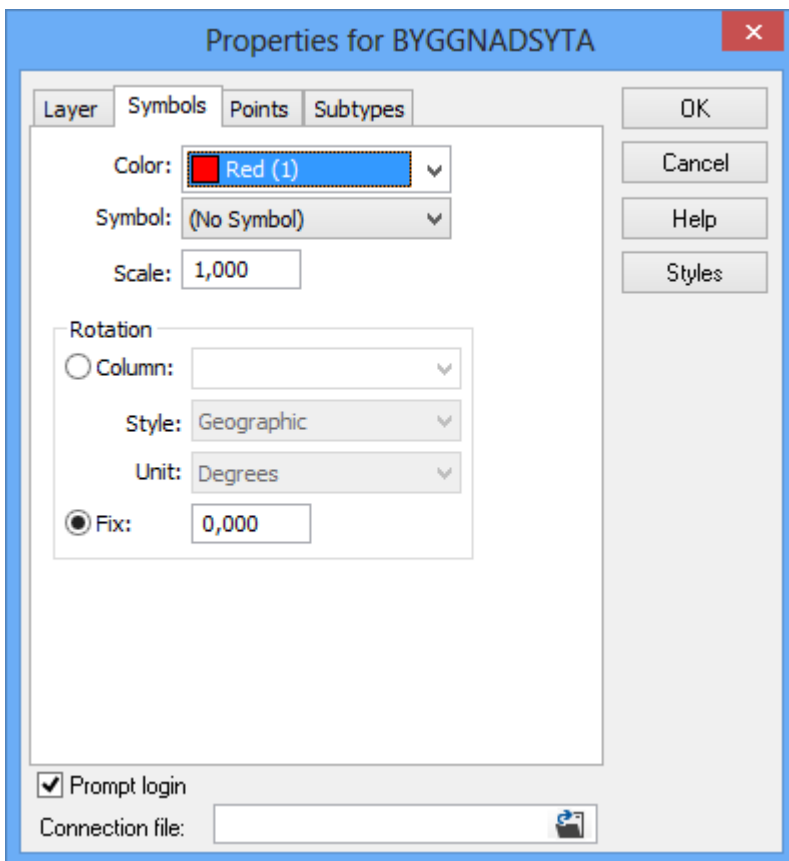 Properties for BYGGNADSYTA
Layer Symbols Points Subtypes
OK
Color: Red (1)
Cancel
Symbol: (No Symbol)
Help
Scale: 1,000
Styles
Rotation
Column:
Style: Geographic
Unit: Degrees
Fix: 0,000
Prompt login
Connection file: